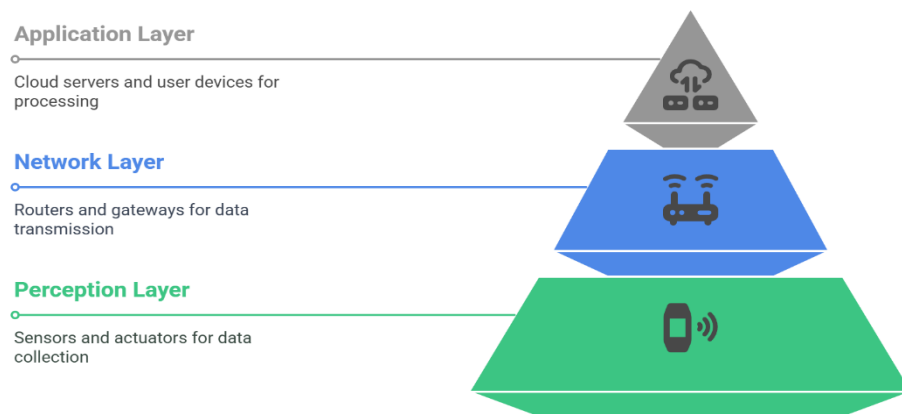 Application Layer
Cloud servers and user devices for
processing
Network Layer
Routers and gateways for data
transmission
Perception Layer
Sensors and actuators for data
collection